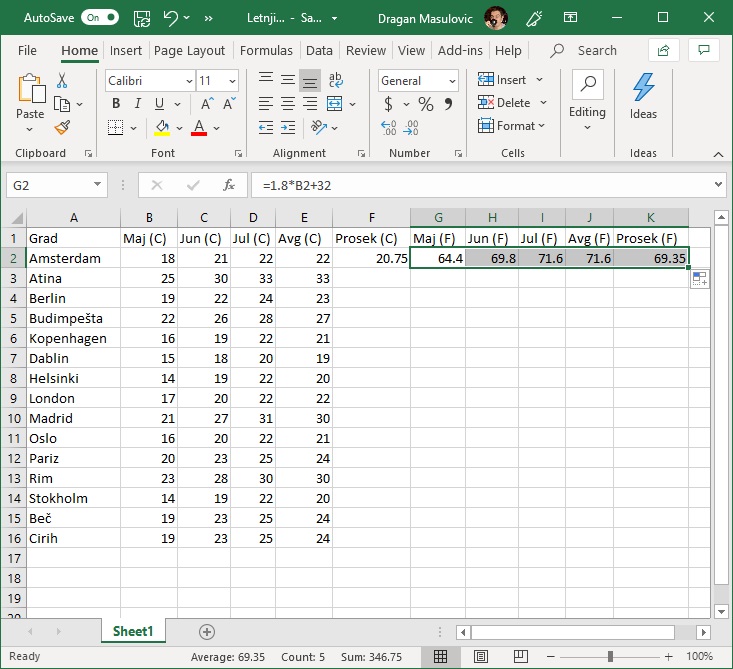 AutoSave On » Letnji... - Sa... Dragan Masulovic
File Home Insert Page Layout Formulas Data Review View Add-ins Help Search
Paste Calibri 11 ab c General Insert Editing Ideas
B I U A A $ % 9 Delete
A Format
Clipboard Font Alignment Number Cells Ideas
G2 fx =1.8*B2+32
A B C D E F G H I J K
1 Grad Maj (C) Jun (C) Jul (C) Avg (C) Prosek (C) Maj (F) Jun (F) Jul (F) Avg (F) Prosek (F)
2 Amsterdam 18 21 22 22 20.75 64.4 69.8 71.6 71.6 69.35
3 Atina 25 30 33 33
4 Berlin 19 22 24 23
5 Budimpešta 22 26 28 27
6 Kopenhagen 16 19 22 21
7 Dablin 15 18 20 19
8 Helsinki 14 19 22 20
9 London 17 20 22 22
10 Madrid 21 27 31 30
11 Oslo 16 20 22 21
12 Pariz 20 23 25 24
13 Rim 23 28 30 30
14 Stokholm 14 19 22 20
15 Beč 19 23 25 24
16 Cirih 19 23 25 24
17
18
19
Sheet1
Ready Average: 69.35 Count: 5 Sum: 346.75 100%